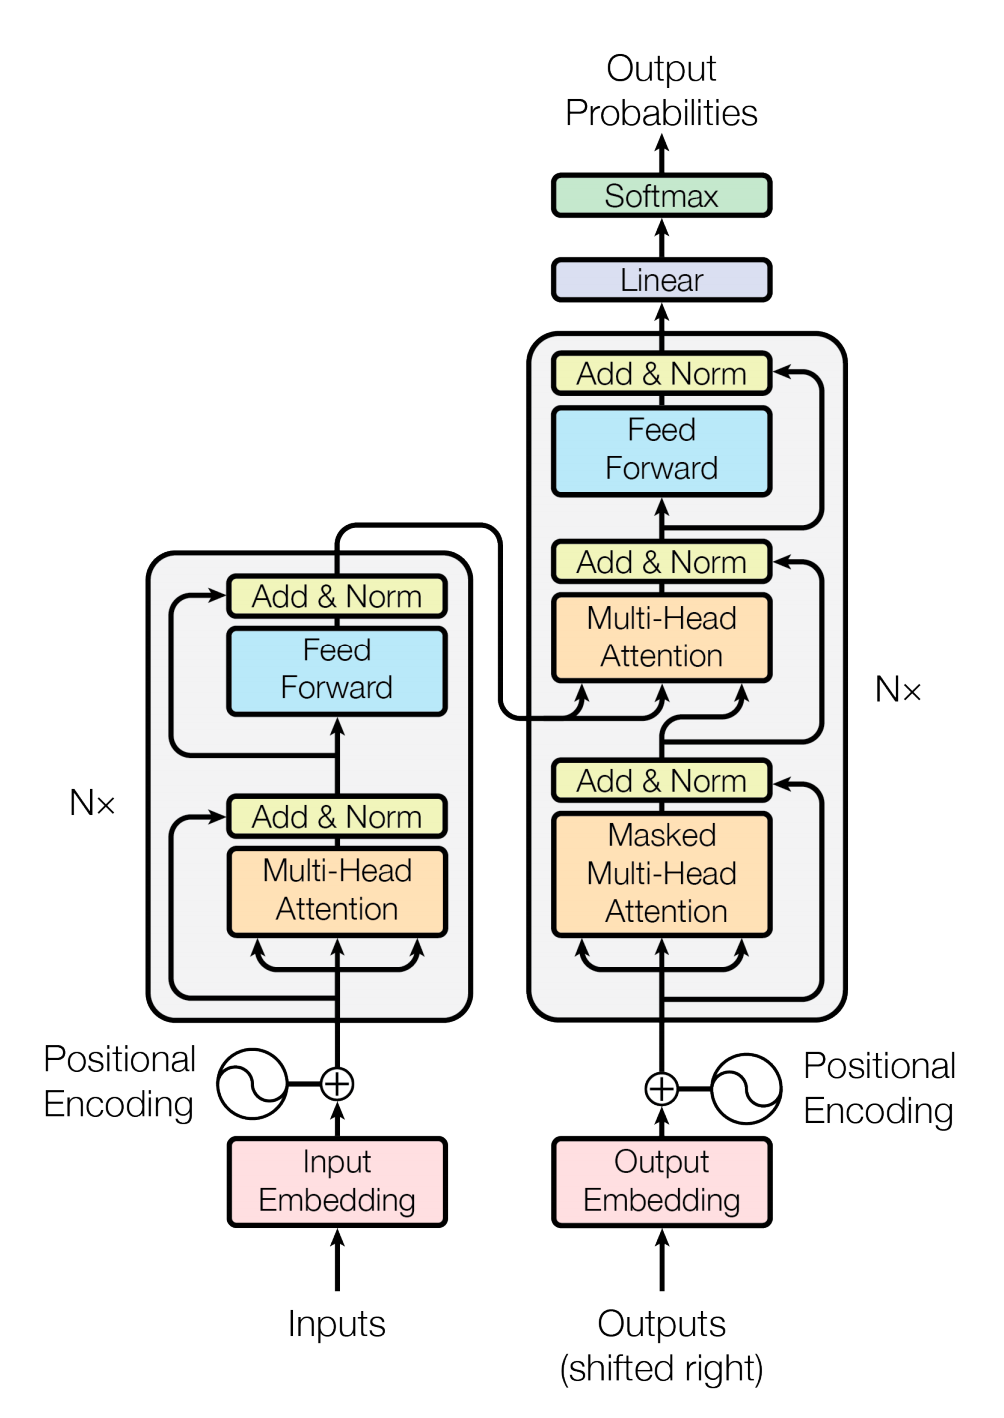 Output
Probabilities
Softmax
Linear
Add & Norm
Feed
Forward
Add & Norm
Multi-Head
Attention
N×
Add & Norm
Masked
Multi-Head
Attention
Add & Norm
Feed
Forward
N×
Add & Norm
Multi-Head
Attention
Positional
Encoding
Positional
Encoding
Input
Embedding
Output
Embedding
Inputs
Outputs
(shifted right)